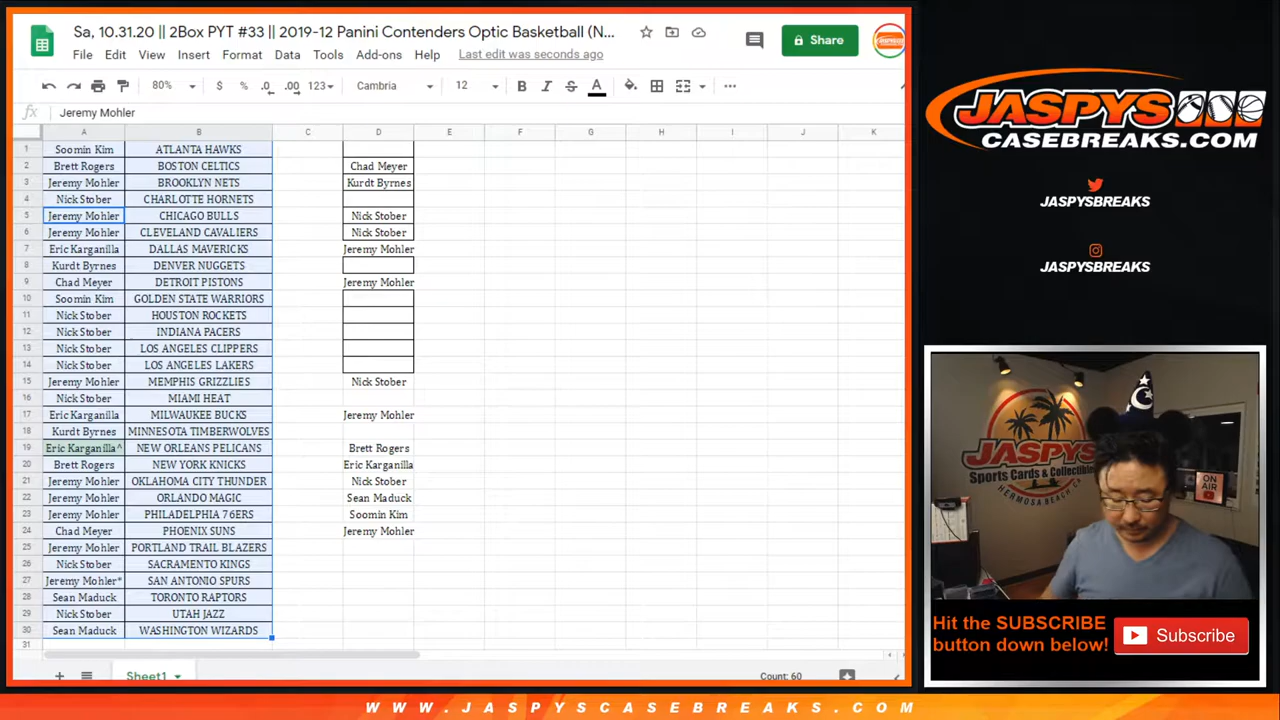 Sa, 10.31.20 || 2Box PYT #33 || 2019-12 Panini Contenders Optic Basketball (N...
Share
File Edit View Insert Format Data Tools Add-ons Help Last edit was seconds ago
80% $ % .0 .00 123 Cambria 12 B I S A
fx Jeremy Mohler
A B C D E F G H I J K
1 Soomin Kim ATLANTA HAWKS
2 Brett Rogers BOSTON CELTICS Chad Meyer
3 Jeremy Mohler BROOKLYN NETS Kurdt Byrnes
4 Nick Stober CHARLOTTE HORNETS
5 Jeremy Mohler CHICAGO BULLS Nick Stober
6 Jeremy Mohler CLEVELAND CAVALIERS Nick Stober
7 Eric Karganilla DALLAS MAVERICKS Jeremy Mohler
8 Kurdt Byrnes DENVER NUGGETS
9 Chad Meyer DETROIT PISTONS Jeremy Mohler
10 Soomin Kim GOLDEN STATE WARRIORS
11 Nick Stober HOUSTON ROCKETS
12 Nick Stober INDIANA PACERS
13 Nick Stober LOS ANGELES CLIPPERS
14 Nick Stober LOS ANGELES LAKERS
15 Jeremy Mohler MEMPHIS GRIZZLIES Nick Stober
16 Nick Stober MIAMI HEAT
17 Eric Karganilla MILWAUKEE BUCKS Jeremy Mohler
18 Kurdt Byrnes MINNESOTA TIMBERWOLVES
19 Eric Karganilla^ NEW ORLEANS PELICANS Brett Rogers
20 Brett Rogers NEW YORK KNICKS Eric Karganilla
21 Jeremy Mohler OKLAHOMA CITY THUNDER Nick Stober
22 Jeremy Mohler ORLANDO MAGIC Sean Maduck
23 Jeremy Mohler PHILADELPHIA 76ERS Soomin Kim
24 Chad Meyer PHOENIX SUNS Jeremy Mohler
25 Jeremy Mohler PORTLAND TRAIL BLAZERS
26 Nick Stober SACRAMENTO KINGS
27 Jeremy Mohler* SAN ANTONIO SPURS
28 Sean Maduck TORONTO RAPTORS
29 Nick Stober UTAH JAZZ
30 Sean Maduck WASHINGTON WIZARDS
31
Sheet1 Count: 60
JASPYS
CASEBREAKS.COM
JASPYSBREAKS
JASPYSBREAKS
JASPYS
Sports Cards & Collectibles
HERMOSA BEACH
ON
AIR
Hit the SUBSCRIBE
button down below!
Subscribe
WWW.JASPYSCASEBREAKS.COM